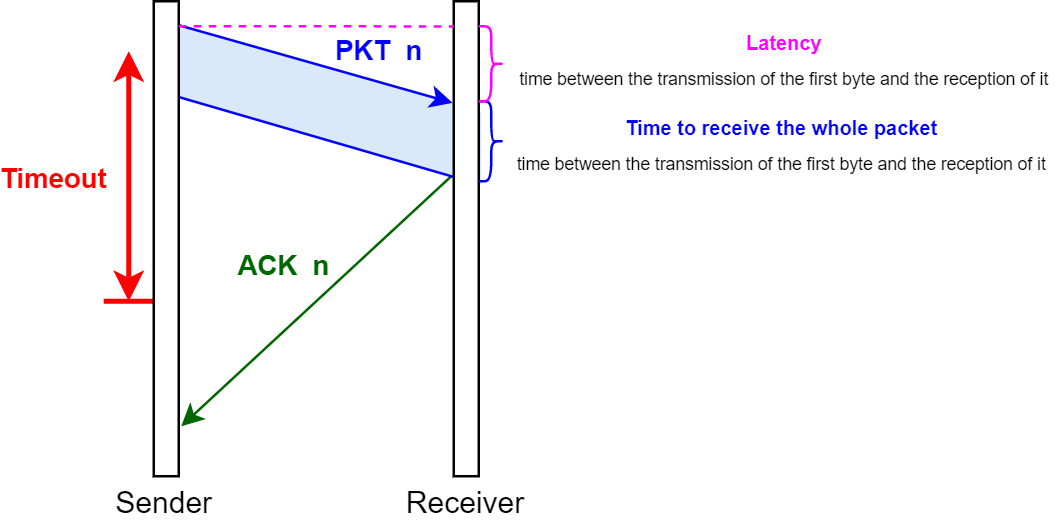 Latency
PKT n
time between the transmission of the first byte and the reception of it
Time to receive the whole packet
time between the transmission of the first byte and the reception of it
Timeout
ACK n
Sender
Receiver